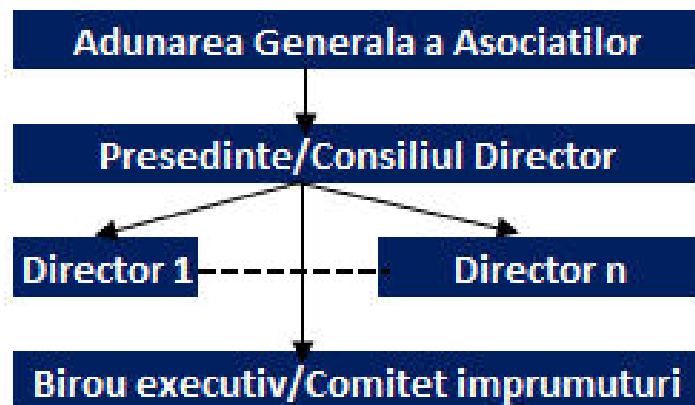 Adunarea Generala a Asociatilor
Presedinte/Consiliul Director
Director 1
Director n
Birou executiv/Comitet imprumuturi